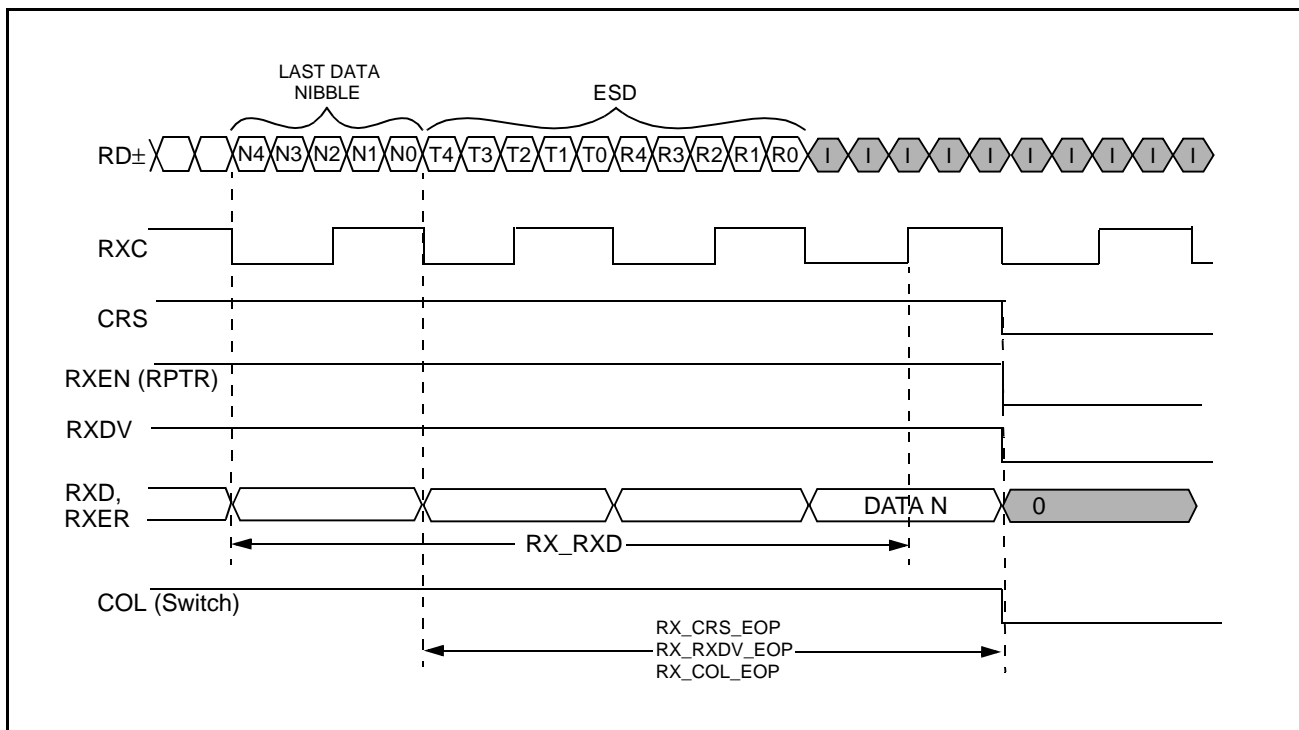 LAST DATA
NIBBLE
ESD
RD± N4 N3 N2 N1 N0 T4 T3 T2 T1 T0 R4 R3 R2 R1 R0 I I I I I I I I I I
RXC
CRS
RXEN (RPTR)
RXDV
RXD,
RXER
DATA N
0
RX_RXD
COL (Switch)
RX_CRS_EOP
RX_RXDV_EOP
RX_COL_EOP